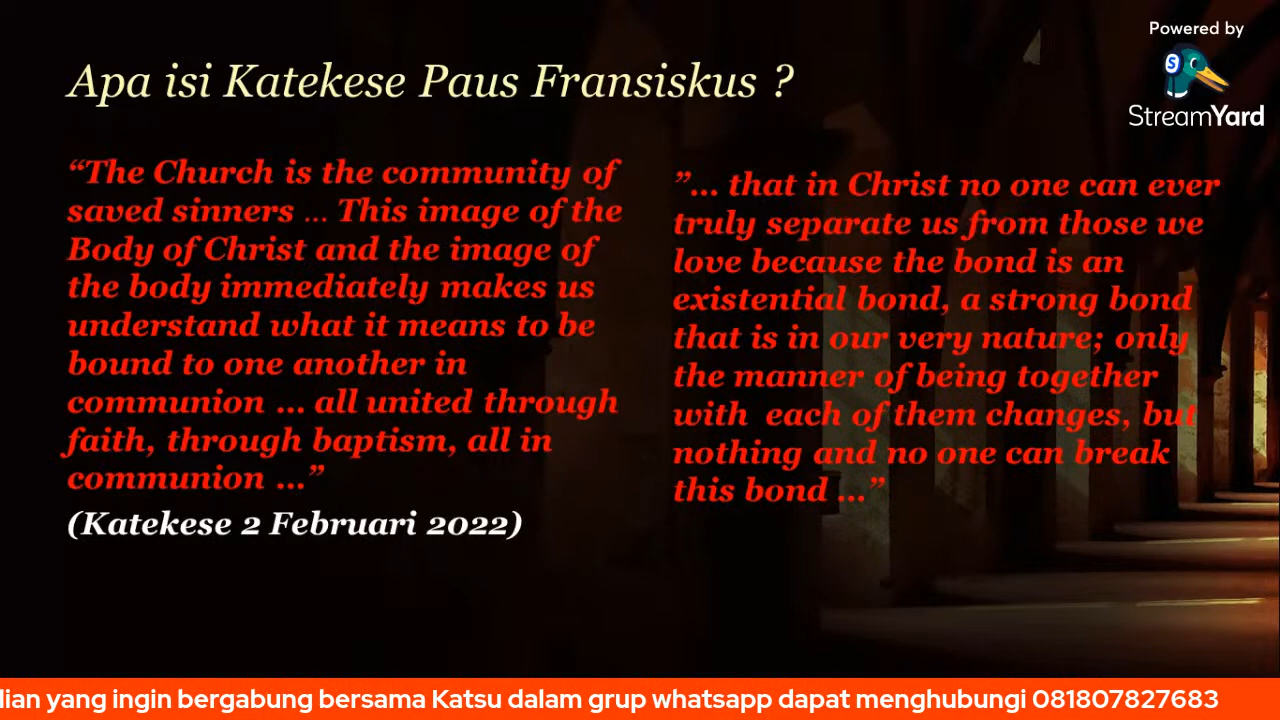 Powered by
StreamYard
Apa isi Katekese Paus Fransiskus ?
“The Church is the community of
saved sinners ... This image of the
Body of Christ and the image of
the body immediately makes us
understand what it means to be
bound to one another in
communion ... all united through
faith, through baptism, all in
communion ...”
(Katekese 2 Februari 2022)
”... that in Christ no one can ever
truly separate us from those we
love because the bond is an
existential bond, a strong bond
that is in our very nature; only
the manner of being together
with each of them changes, but
nothing and no one can break
this bond ...”
lian yang ingin bergabung bersama Katsu dalam grup whatsapp dapat menghubungi 081807827683